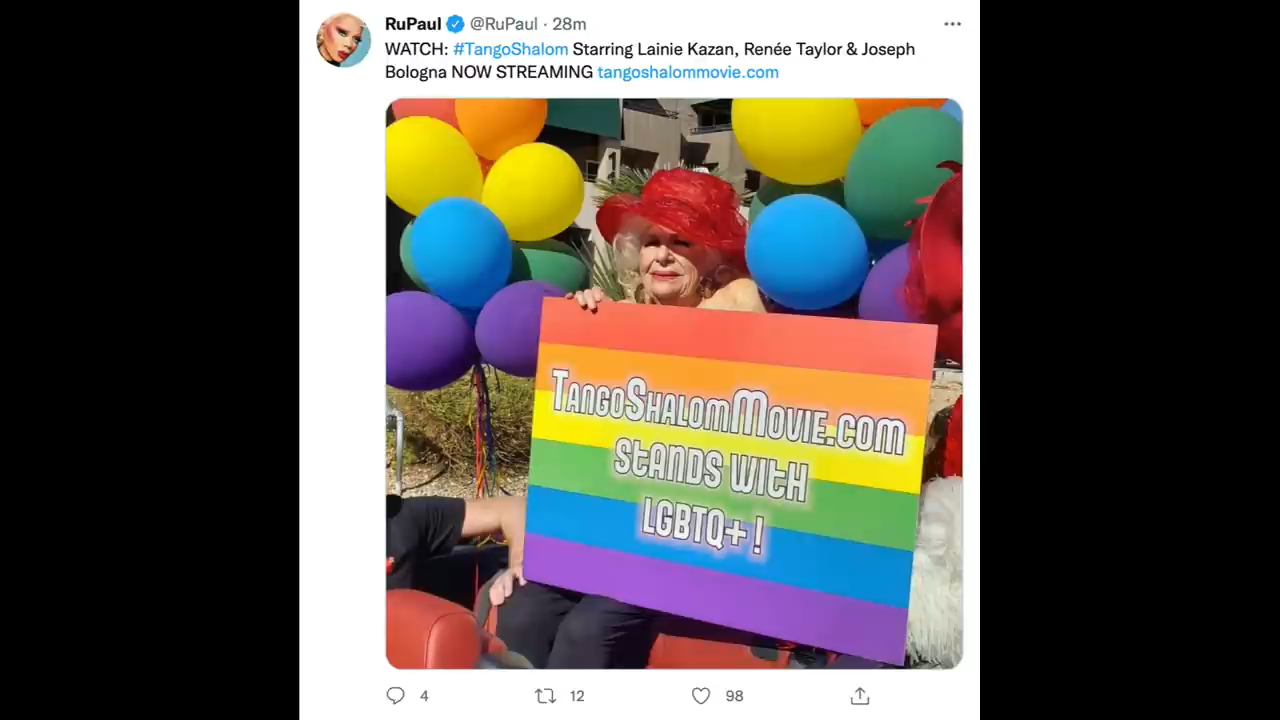 RuPaul @RuPaul · 28m
WATCH: #TangoShalom Starring Lainie Kazan, Renée Taylor & Joseph
Bologna NOW STREAMING tangoshalommovie.com
TangoShalomMovie.com
stands with
LGBTQ+!
4 12 98